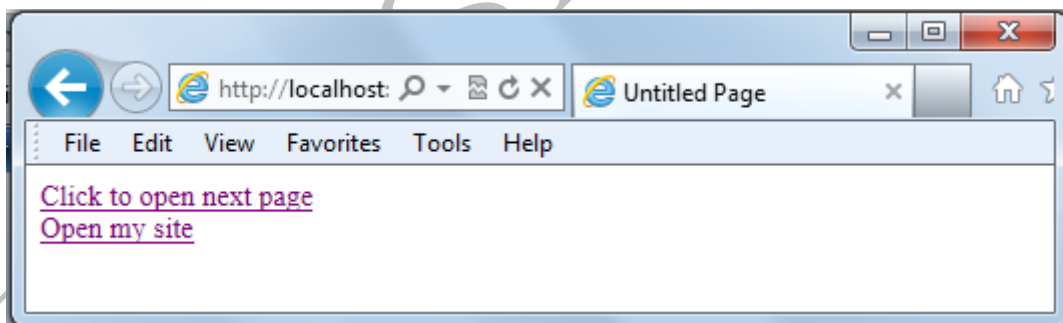 http://localhost:
Untitled Page
File Edit View Favorites Tools Help
Click to open next page
Open my site